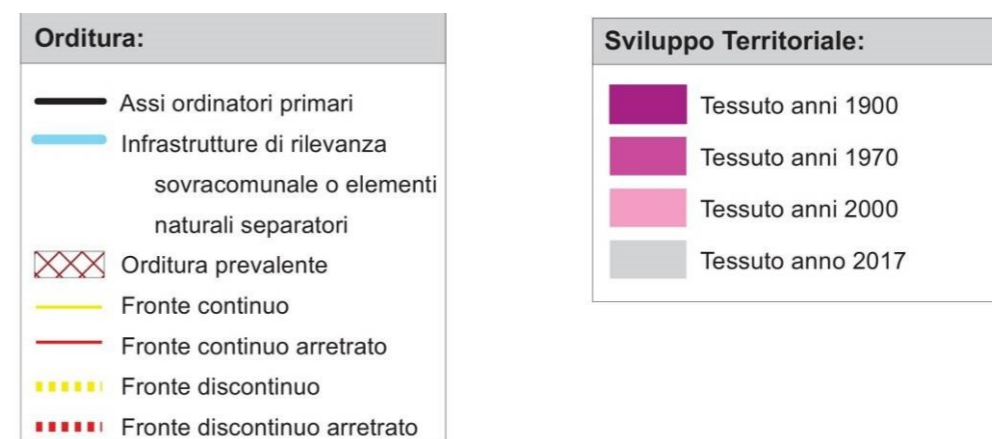 Orditura:
Assi ordinatori primari
Infrastrutture di rilevanza
sovracomunale o elementi
naturali separatori
Orditura prevalente
Fronte continuo
Fronte continuo arretrato
Fronte discontinuo
Fronte discontinuo arretrato
Sviluppo Territoriale:
Tessuto anni 1900
Tessuto anni 1970
Tessuto anni 2000
Tessuto anno 2017